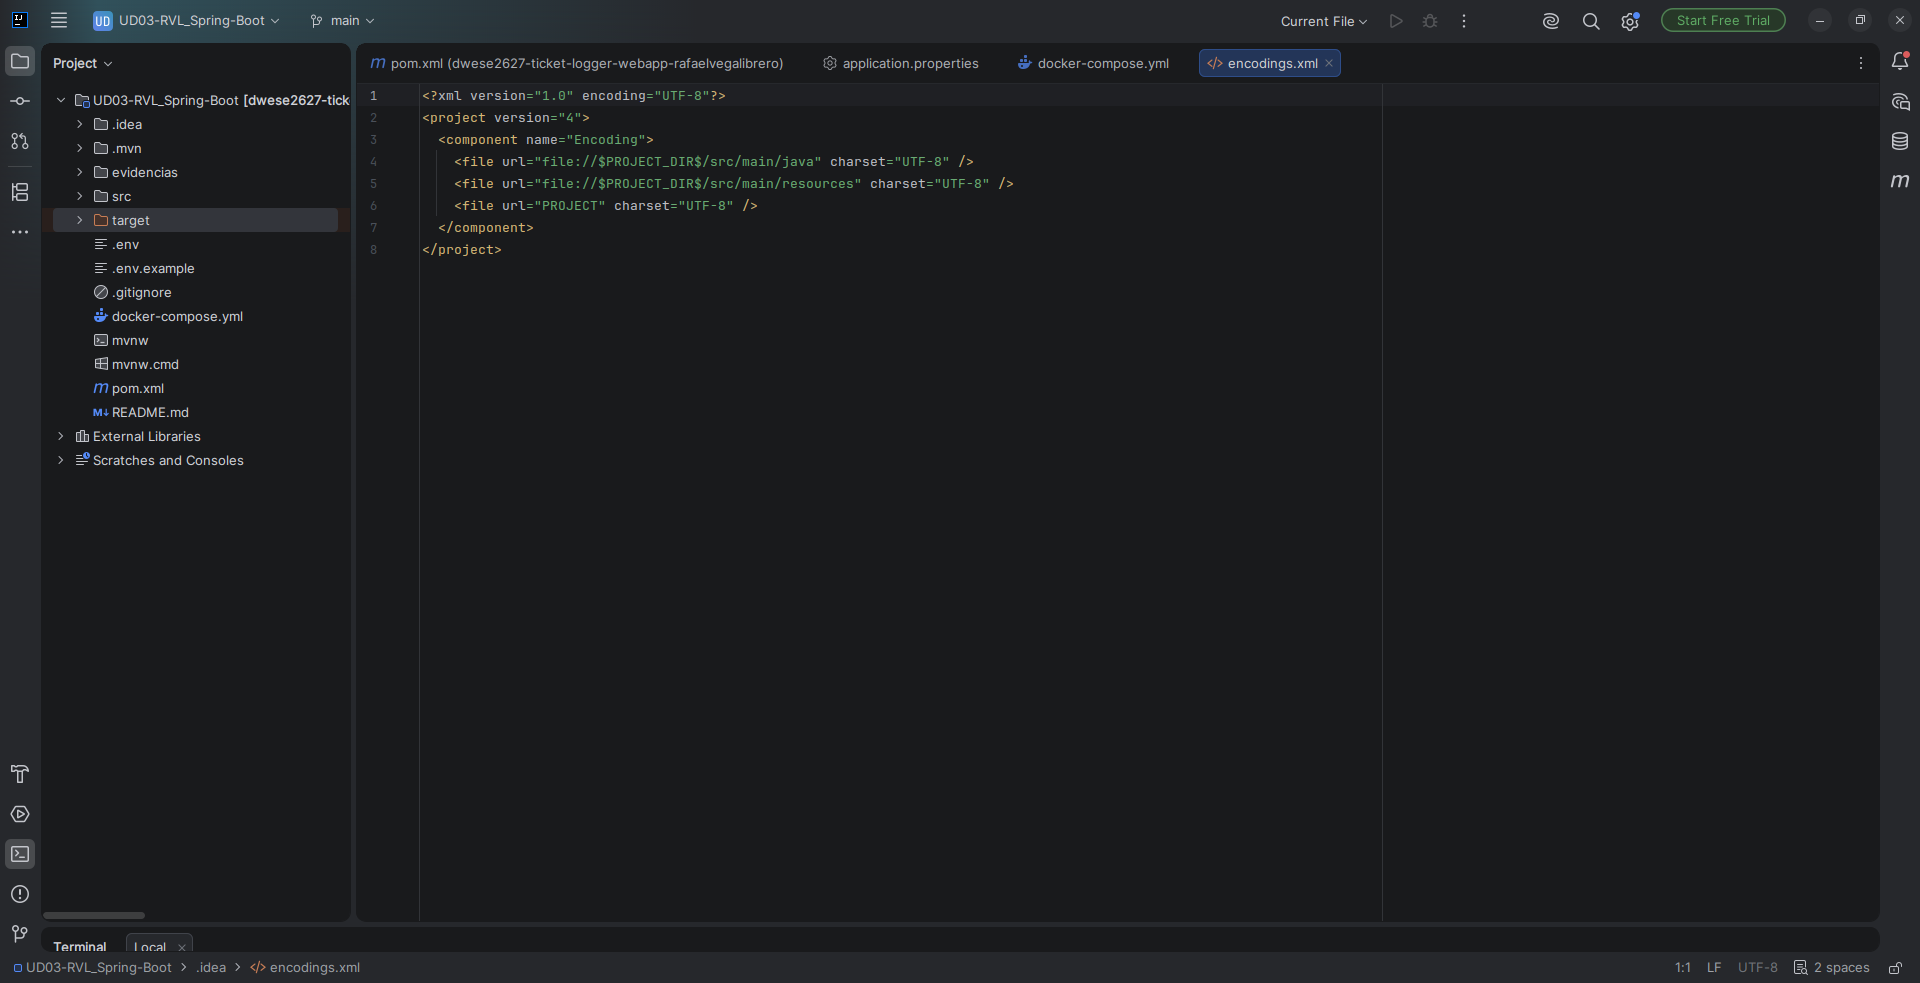 UD UD03-RVL_Spring-Boot main Current File Start Free Trial
Project
pom.xml (dwese2627-ticket-logger-webapp-rafaelvegalibrero) application.properties docker-compose.yml encodings.xml
UD03-RVL_Spring-Boot [dwese2627-tick
.idea
.mvn
evidencias
src
target
.env
.env.example
.gitignore
docker-compose.yml
mvnw
mvnw.cmd
pom.xml
README.md
External Libraries
Scratches and Consoles
1 <?xml version="1.0" encoding="UTF-8"?>
2 <project version="4">
3 <component name="Encoding">
4 <file url="file://$PROJECT_DIR$/src/main/java" charset="UTF-8" />
5 <file url="file://$PROJECT_DIR$/src/main/resources" charset="UTF-8" />
6 <file url="PROJECT" charset="UTF-8" />
7 </component>
8 </project>
Terminal Local
UD03-RVL_Spring-Boot .idea encodings.xml 1:1 LF UTF-8 2 spaces